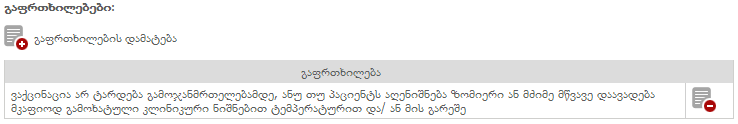 გაფრთხილებები:
გაფრთხილების დამატება
გაფრთხილება
ვაქცინაცია არ ტარდება გამოჯანმრთელებამდე, ანუ თუ პაციენტს აღენიშნება ზომიერი ან მძიმე მწვავე დაავადება
მკაფიოდ გამოხატული კლინიკური ნიშნებით ტემპერატურით და/ ან მის გარეშე